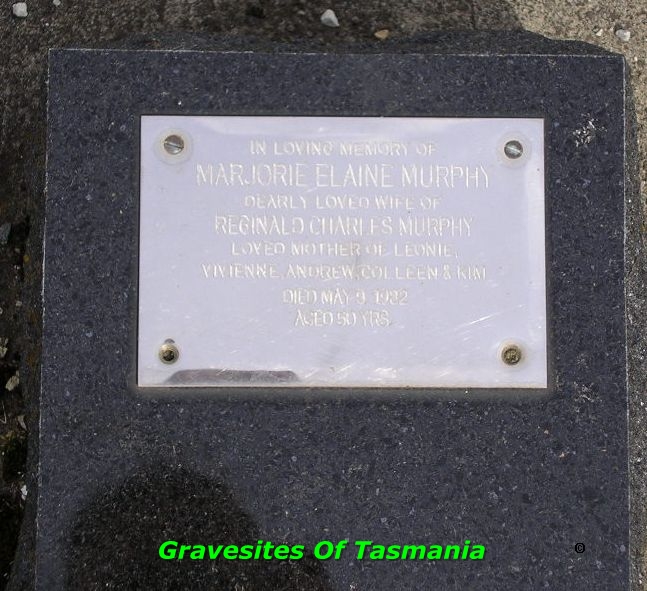 IN LOVING MEMORY OF
MARJORIE ELAINE MURPHY
DEARLY LOVED WIFE OF
REGINALD CHARLES MURPHY
LOVED MOTHER OF LEONIE,
VIVIENNE, ANDREW, COLLEEN & KIM
DIED MAY 9, 1982
AGED 50 YRS.
Gravesites Of Tasmania ©